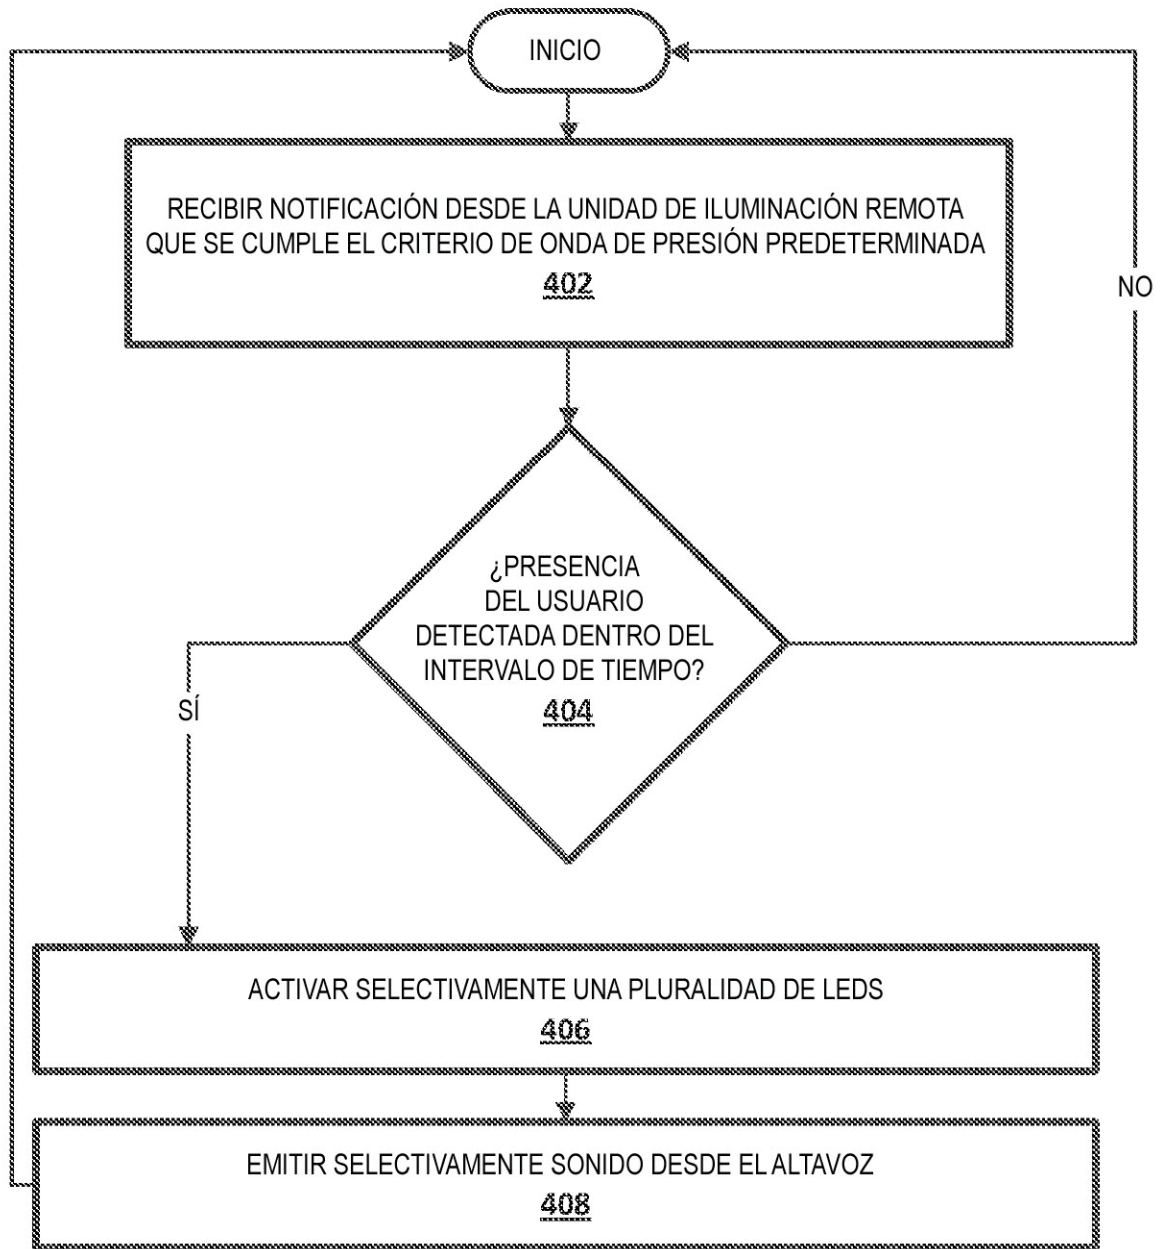 INICIO
RECIBIR NOTIFICACIÓN DESDE LA UNIDAD DE ILUMINACIÓN REMOTA
QUE SE CUMPLE EL CRITERIO DE ONDA DE PRESIÓN PREDETERMINADA
402
NO
¿PRESENCIA
DEL USUARIO
DETECTADA DENTRO DEL
INTERVALO DE TIEMPO?
404
SÍ
ACTIVAR SELECTIVAMENTE UNA PLURALIDAD DE LEDS
406
EMITIR SELECTIVAMENTE SONIDO DESDE EL ALTAVOZ
408